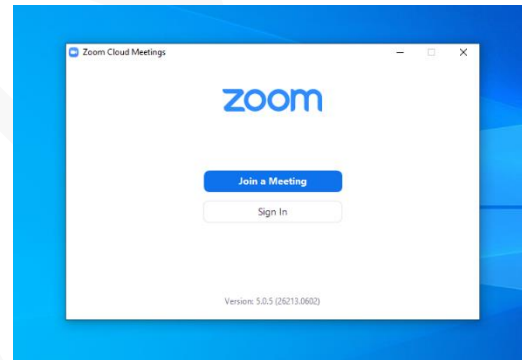 Zoom Cloud Meetings
zoom
Join a Meeting
Sign In
Version: 5.0.5 (26213.0602)